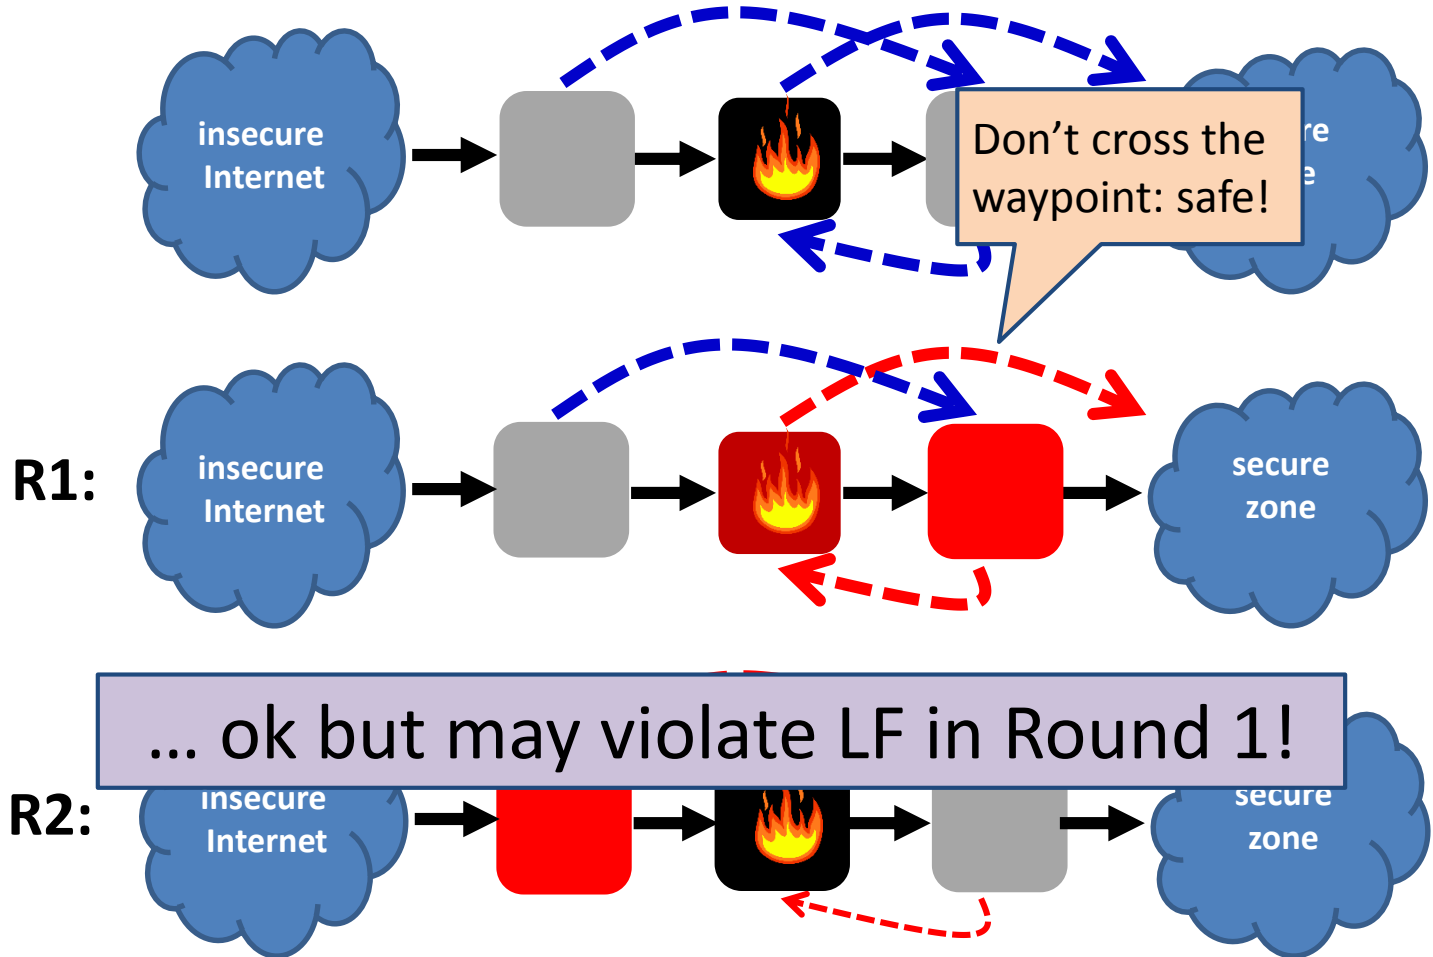 insecure
Internet
Don't cross the
waypoint: safe!
re
e
R1:
insecure
Internet
secure
zone
... ok but may violate LF in Round 1!
R2:
insecure
Internet
secure
zone